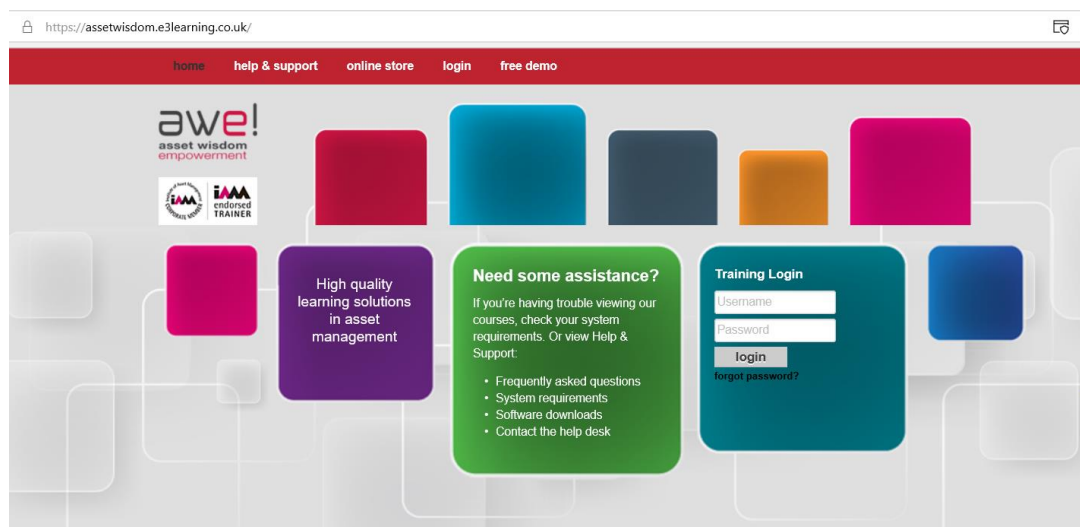 https://assetwisdom.e3learning.co.uk/
home help & support online store login free demo
awe!
asset wisdom
empowerment
iam
CORPORATE MEMBER
iam
endorsed
TRAINER
High quality
learning solutions
in asset
management
Need some assistance?
If you're having trouble viewing our
courses, check your system
requirements. Or view Help &
Support:
• Frequently asked questions
• System requirements
• Software downloads
• Contact the help desk
Training Login
Username
Password
login
forgot password?